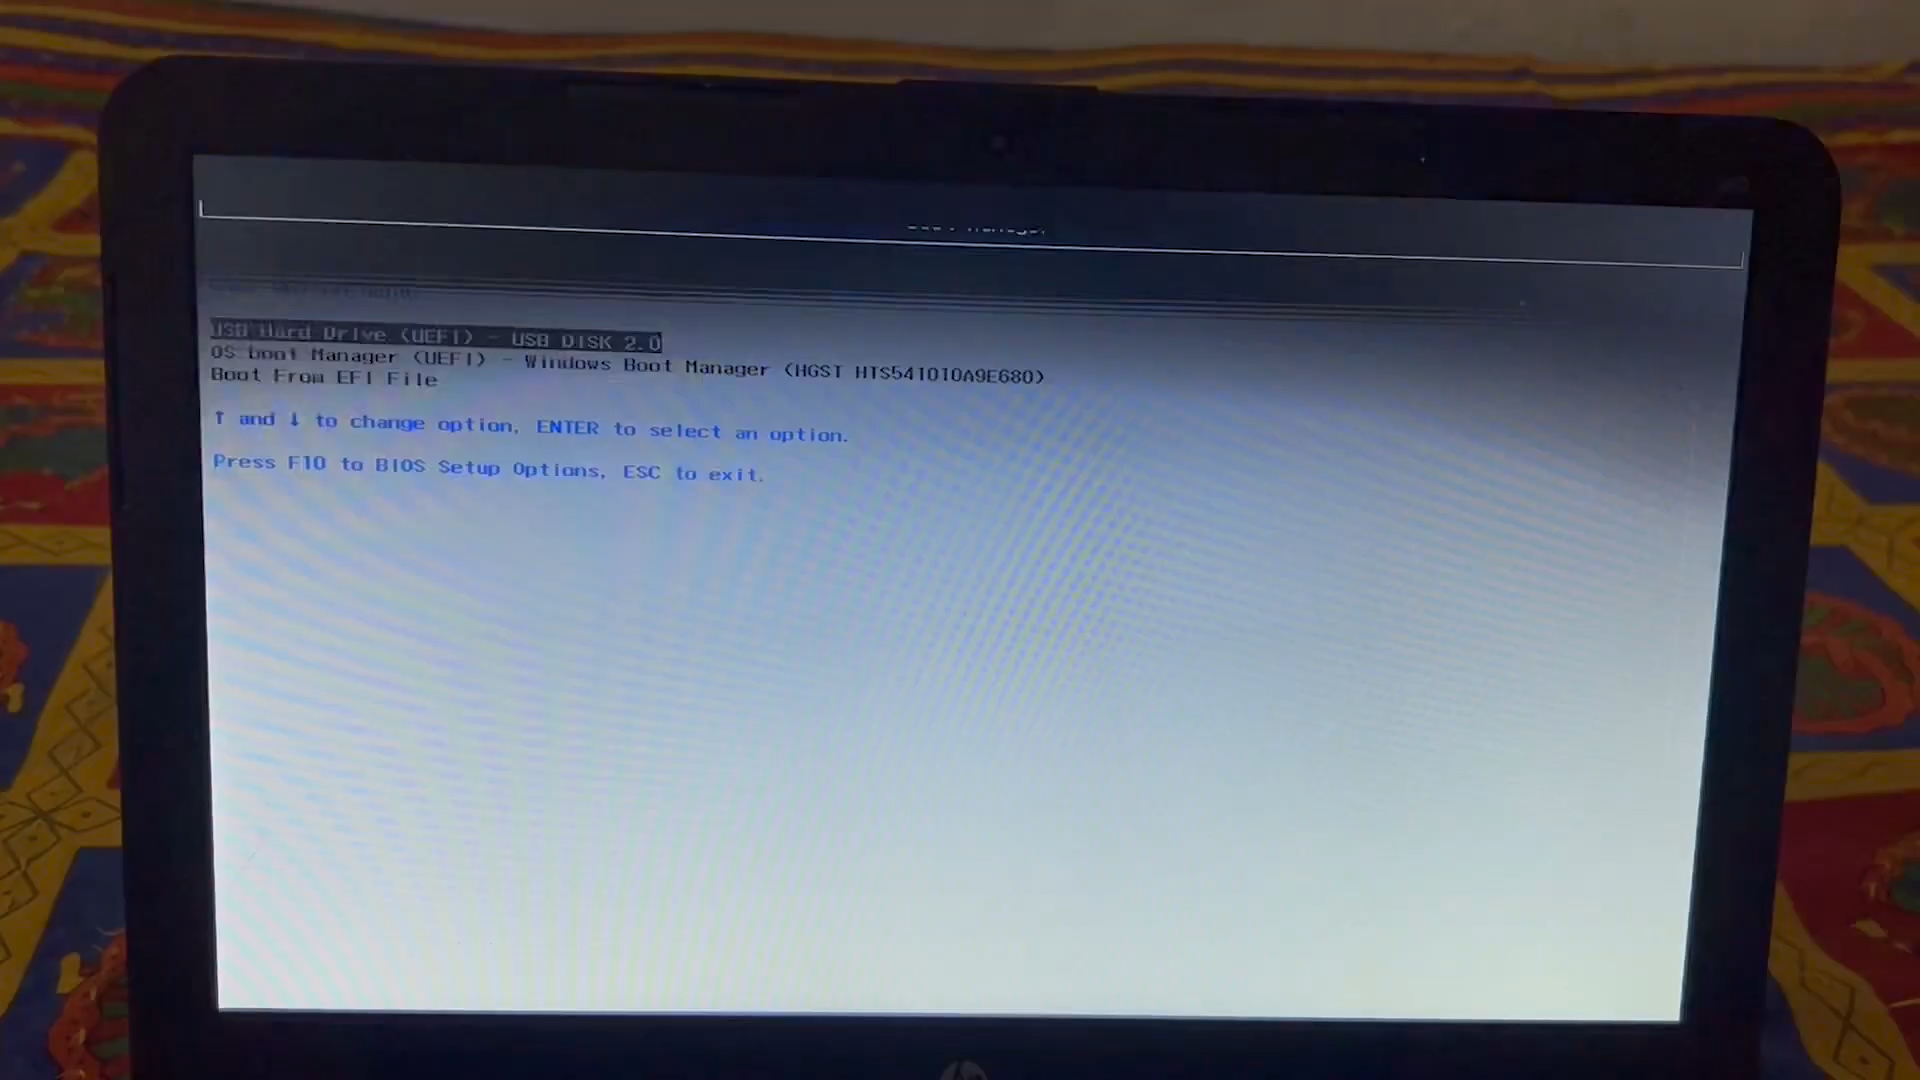 USB Hard Drive (UEFI) - USB DISK 2.0
OS boot Manager (UEFI) - Windows Boot Manager (HGST HTS541010A9E680)
Boot From EFI File
↑ and ↓ to change option, ENTER to select an option.
Press F10 to BIOS Setup Options, ESC to exit.
hp